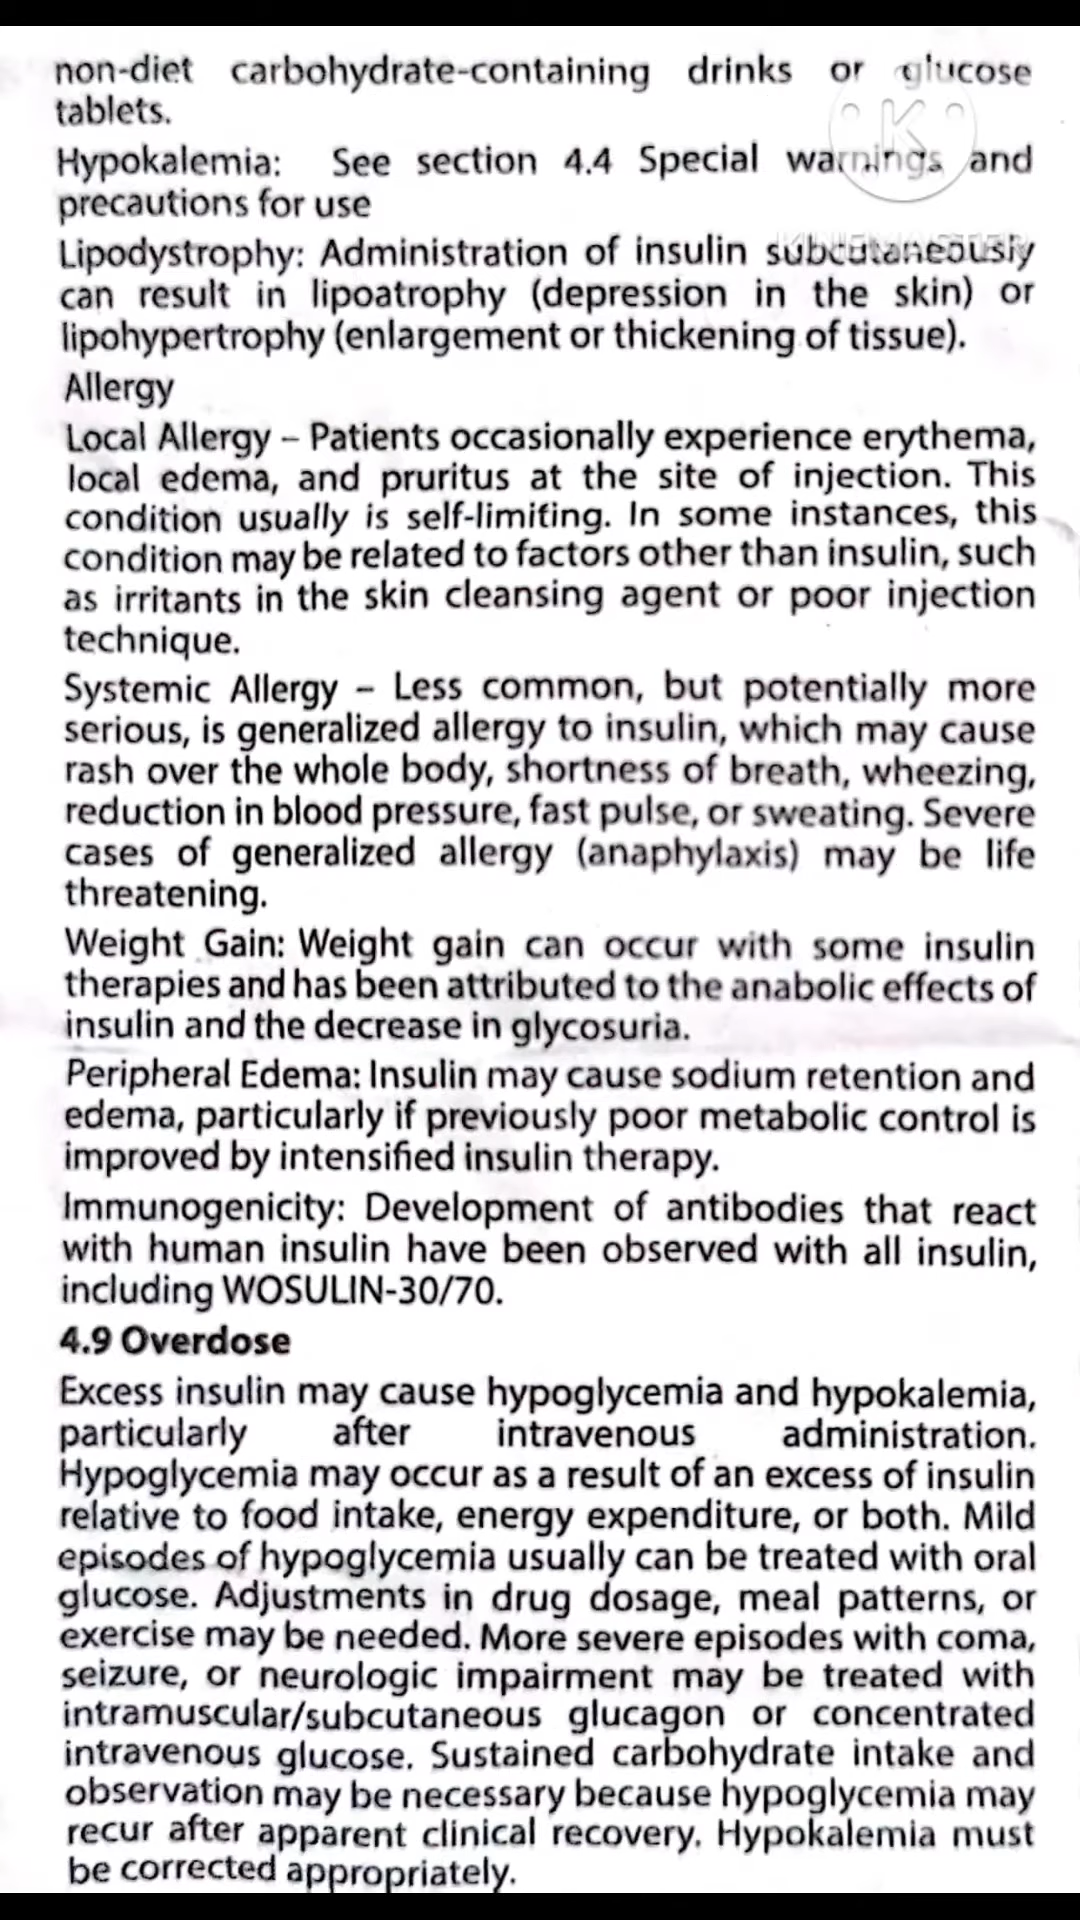 non-diet carbohydrate-containing drinks or glucose
tablets.
Hypokalemia: See section 4.4 Special warnings and
precautions for use
Lipodystrophy: Administration of insulin subcutaneously
can result in lipoatrophy (depression in the skin) or
lipohypertrophy (enlargement or thickening of tissue).
Allergy
Local Allergy – Patients occasionally experience erythema,
local edema, and pruritus at the site of injection. This
condition usually is self-limiting. In some instances, this
condition may be related to factors other than insulin, such
as irritants in the skin cleansing agent or poor injection
technique.
Systemic Allergy – Less common, but potentially more
serious, is generalized allergy to insulin, which may cause
rash over the whole body, shortness of breath, wheezing,
reduction in blood pressure, fast pulse, or sweating. Severe
cases of generalized allergy (anaphylaxis) may be life
threatening.
Weight Gain: Weight gain can occur with some insulin
therapies and has been attributed to the anabolic effects of
insulin and the decrease in glycosuria.
Peripheral Edema: Insulin may cause sodium retention and
edema, particularly if previously poor metabolic control is
improved by intensified insulin therapy.
Immunogenicity: Development of antibodies that react
with human insulin have been observed with all insulin,
including WOSULIN-30/70.
4.9 Overdose
Excess insulin may cause hypoglycemia and hypokalemia,
particularly after intravenous administration.
Hypoglycemia may occur as a result of an excess of insulin
relative to food intake, energy expenditure, or both. Mild
episodes of hypoglycemia usually can be treated with oral
glucose. Adjustments in drug dosage, meal patterns, or
exercise may be needed. More severe episodes with coma,
seizure, or neurologic impairment may be treated with
intramuscular/subcutaneous glucagon or concentrated
intravenous glucose. Sustained carbohydrate intake and
observation may be necessary because hypoglycemia may
recur after apparent clinical recovery. Hypokalemia must
be corrected appropriately.
K
KINEMASTER